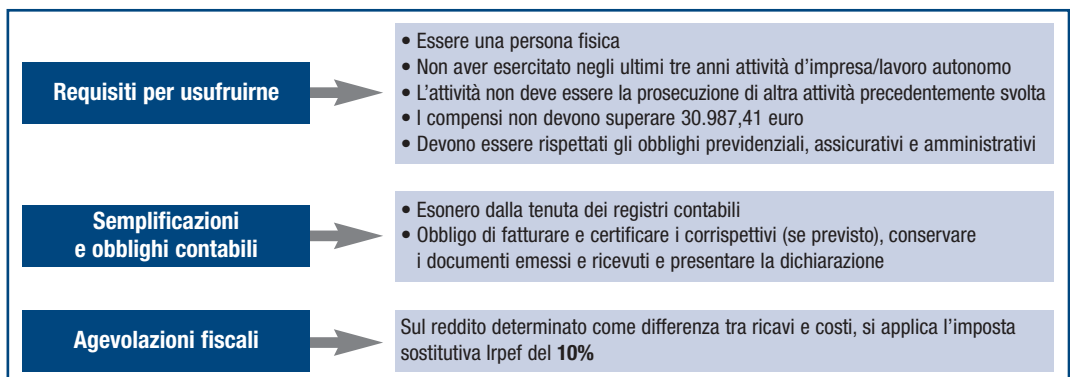 Requisiti per usufruirne
• Essere una persona fisica
• Non aver esercitato negli ultimi tre anni attività d'impresa/lavoro autonomo
• L'attività non deve essere la prosecuzione di altra attività precedentemente svolta
• I compensi non devono superare 30.987,41 euro
• Devono essere rispettati gli obblighi previdenziali, assicurativi e amministrativi
Semplificazioni
e obblighi contabili
• Esonero dalla tenuta dei registri contabili
• Obbligo di fatturare e certificare i corrispettivi (se previsto), conservare
i documenti emessi e ricevuti e presentare la dichiarazione
Agevolazioni fiscali
Sul reddito determinato come differenza tra ricavi e costi, si applica l'imposta
sostitutiva Irpef del 10%